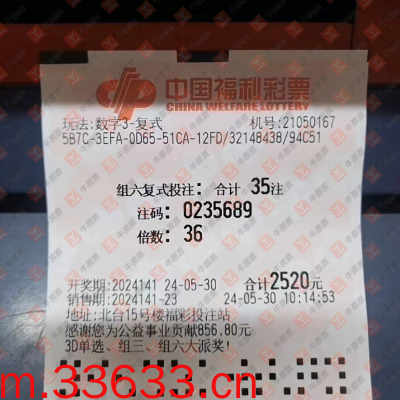 中国福利彩票
CHINA WELFARE LOTTERY
玩法:数字3-复式 机号:21050167
5B7C-3EFA-0D65-51CA-12FD/32148438/94C51
组六复式投注: 合计 35注
注码: 0235689
倍数: 36
开奖期:2024141 24-05-30 合计2520元
销售期:2024141-23 24-05-30 10:14:53
地址:北台15号楼福彩投注站
感谢您为公益事业贡献856.80元
3D单选、组三、组六大派奖!
m.33633.cn